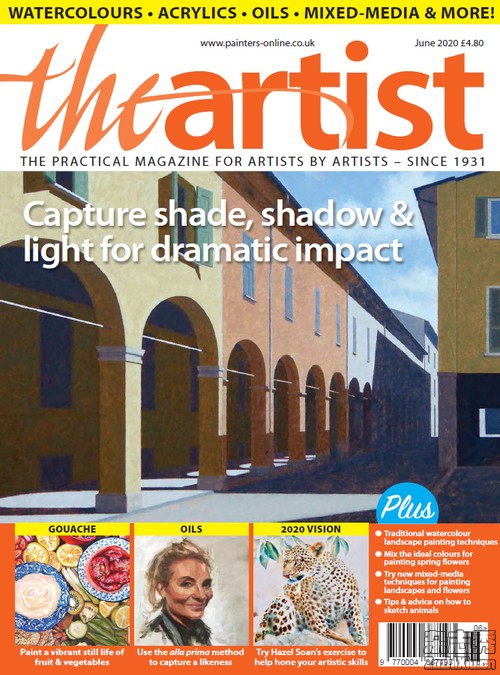 WATERCOLOURS • ACRYLICS • OILS • MIXED-MEDIA & MORE!
www.painters-online.co.uk
June 2020 £4.80
the artist
THE PRACTICAL MAGAZINE FOR ARTISTS BY ARTISTS – SINCE 1931
Capture shade, shadow &
light for dramatic impact
Plus
GOUACHE
Paint a vibrant still life of
fruit & vegetables
OILS
Use the alla prima method
to capture a likeness
2020 VISION
Try Hazel Soan's exercise to
help hone your artistic skills
• Traditional watercolour
landscape painting techniques
• Mix the ideal colours for
painting spring flowers
• Try new mixed-media
techniques for painting
landscapes and flowers
• Tips & advice on how to
sketch animals
06>